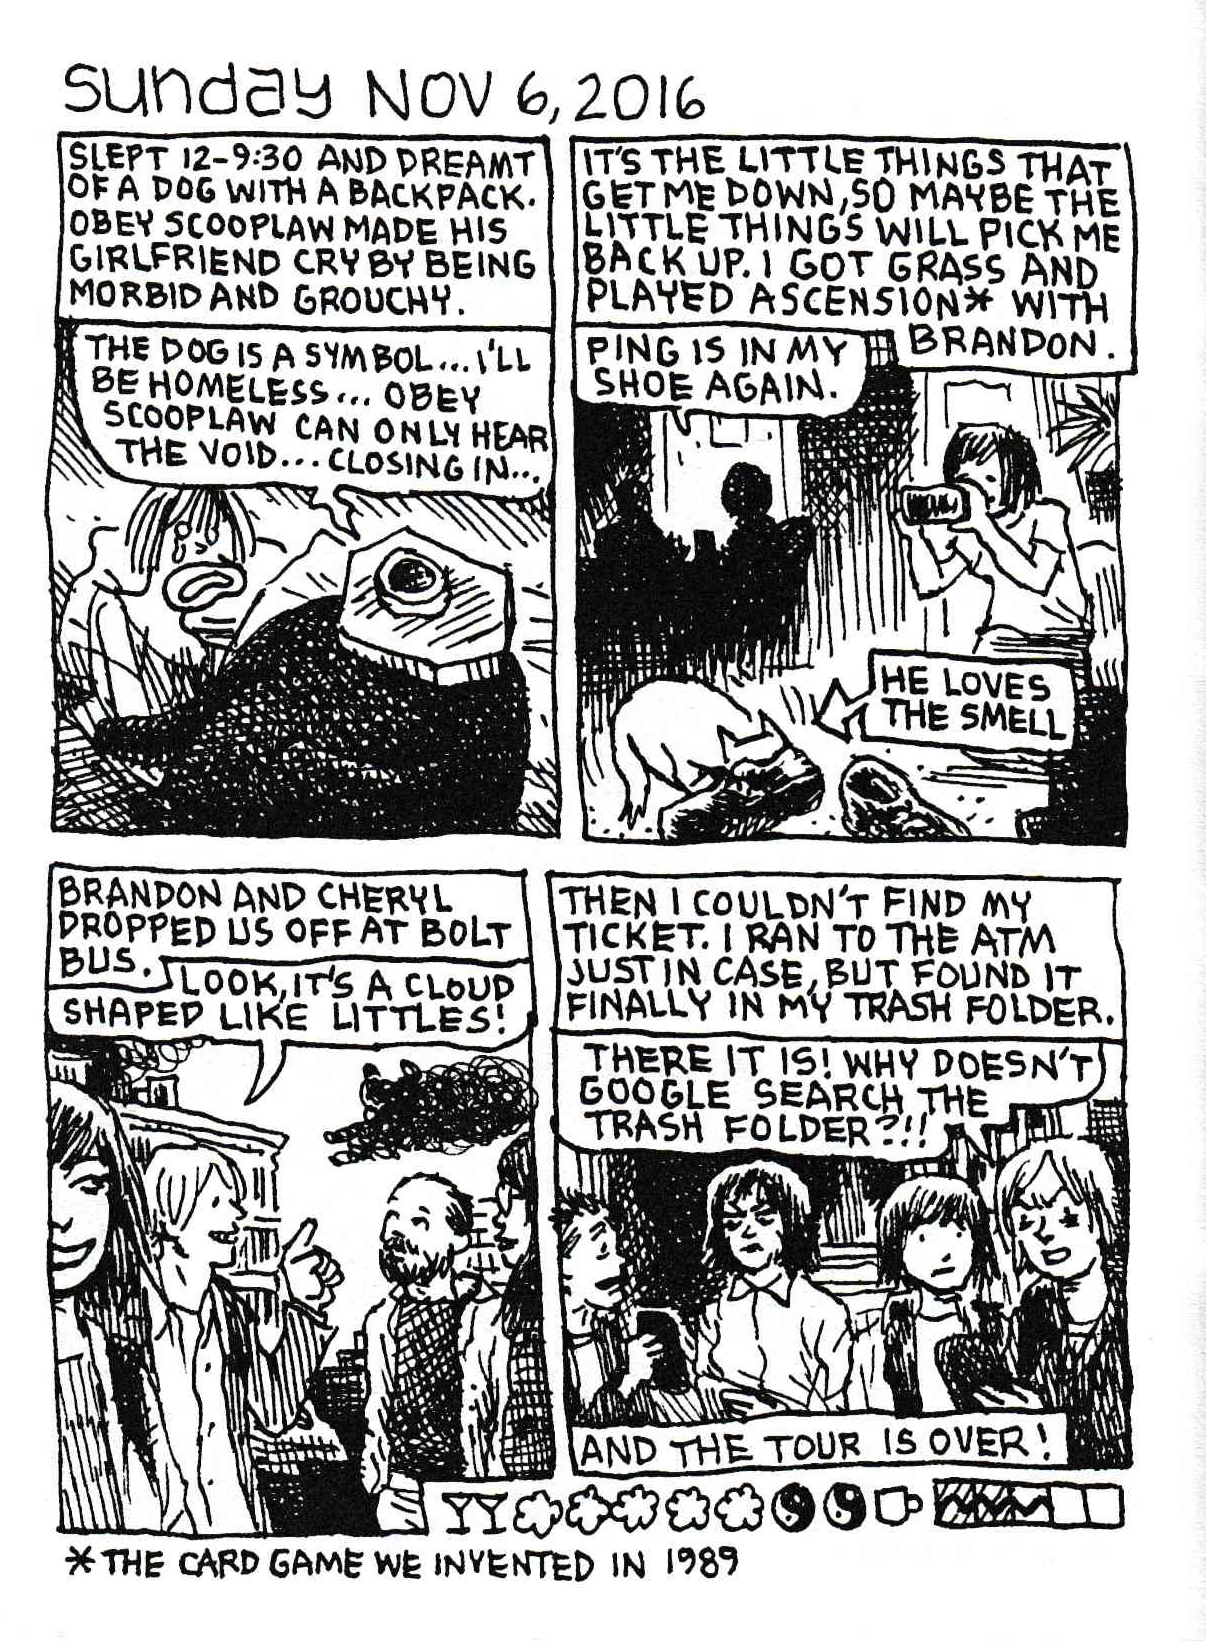 Sunday NOV 6, 2016
SLEPT 12-9:30 AND DREAMT
OF A DOG WITH A BACKPACK.
OBEY SCOOPLAW MADE HIS
GIRLFRIEND CRY BY BEING
MORBID AND GROUCHY.
THE DOG IS A SYMBOL... I'LL
BE HOMELESS... OBEY
SCOOPLAW CAN ONLY HEAR
THE VOID... CLOSING IN...
IT'S THE LITTLE THINGS THAT
GET ME DOWN, SO MAYBE THE
LITTLE THINGS WILL PICK ME
BACK UP. I GOT GRASS AND
PLAYED ASCENSION* WITH
BRANDON.
PING IS IN MY
SHOE AGAIN.
HE LOVES
THE SMELL
BRANDON AND CHERYL
DROPPED US OFF AT BOLT
BUS.
LOOK, IT'S A CLOUD
SHAPED LIKE LITTLES!
THEN I COULDN'T FIND MY
TICKET. I RAN TO THE ATM
JUST IN CASE, BUT FOUND IT
FINALLY IN MY TRASH FOLDER.
THERE IT IS! WHY DOESN'T
GOOGLE SEARCH THE
TRASH FOLDER?!!
AND THE TOUR IS OVER!
*THE CARD GAME WE INVENTED IN 1989